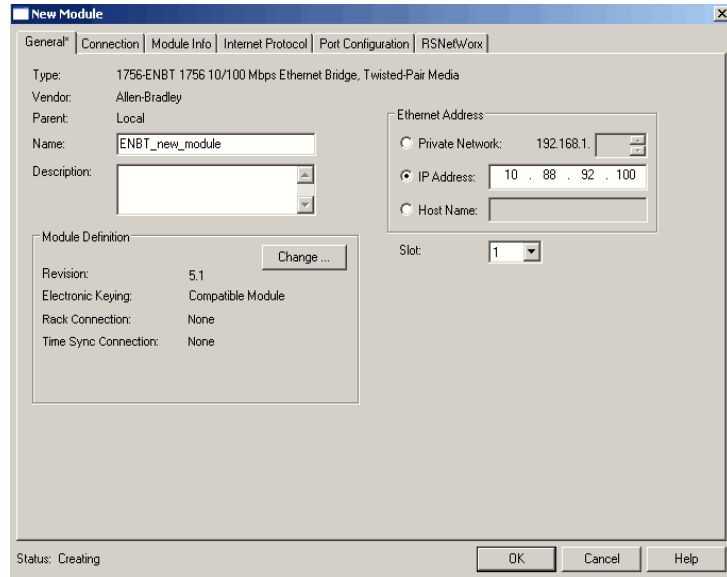 New Module
General* Connection Module Info Internet Protocol Port Configuration RSNetWorx
Type: 1756-ENBT 1756 10/100 Mbps Ethernet Bridge, Twisted-Pair Media
Vendor: Allen-Bradley
Parent: Local
Name: ENBT_new_module
Description:
Ethernet Address
Private Network: 192.168.1.
IP Address: 10 . 88 . 92 . 100
Host Name:
Slot: 1
Module Definition
Change ...
Revision: 5.1
Electronic Keying: Compatible Module
Rack Connection: None
Time Sync Connection: None
Status: Creating
OK Cancel Help